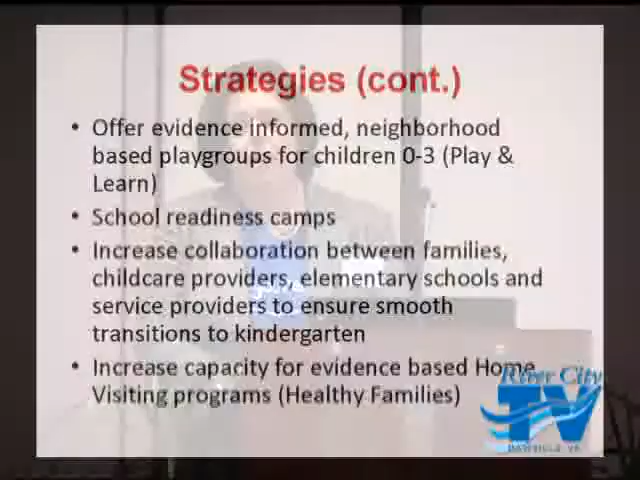 Strategies (cont.)
• Offer evidence informed, neighborhood
based playgroups for children 0-3 (Play &
Learn)
• School readiness camps
• Increase collaboration between families,
childcare providers, elementary schools and
service providers to ensure smooth
transitions to kindergarten
• Increase capacity for evidence based Home
Visiting programs (Healthy Families)
River City
TV
DANVILLE, VA